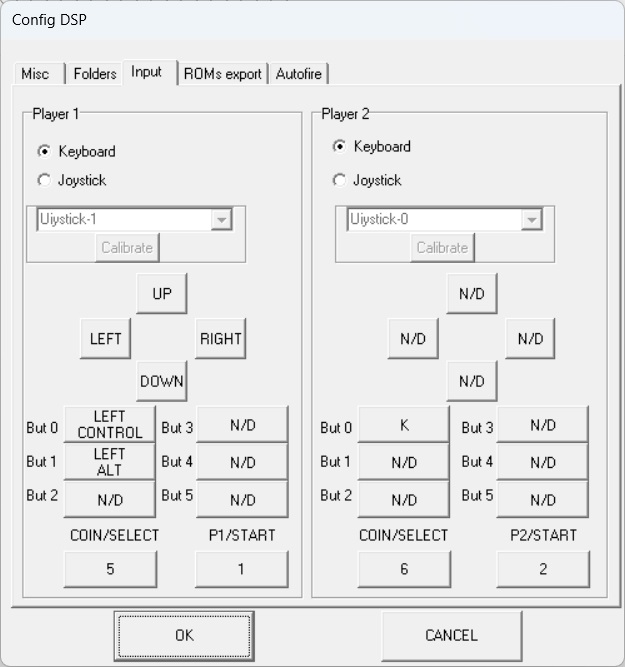 Config DSP
Misc Folders Input ROMs export Autofire
Player 1
Keyboard
Joystick
Uiystick-1
Calibrate
UP
LEFT RIGHT
DOWN
But 0 LEFT CONTROL But 3 N/D
But 1 LEFT ALT But 4 N/D
But 2 N/D But 5 N/D
COIN/SELECT P1/START
5 1
Player 2
Keyboard
Joystick
Uiystick-0
Calibrate
N/D
N/D N/D
N/D
But 0 K But 3 N/D
But 1 N/D But 4 N/D
But 2 N/D But 5 N/D
COIN/SELECT P2/START
6 2
OK CANCEL